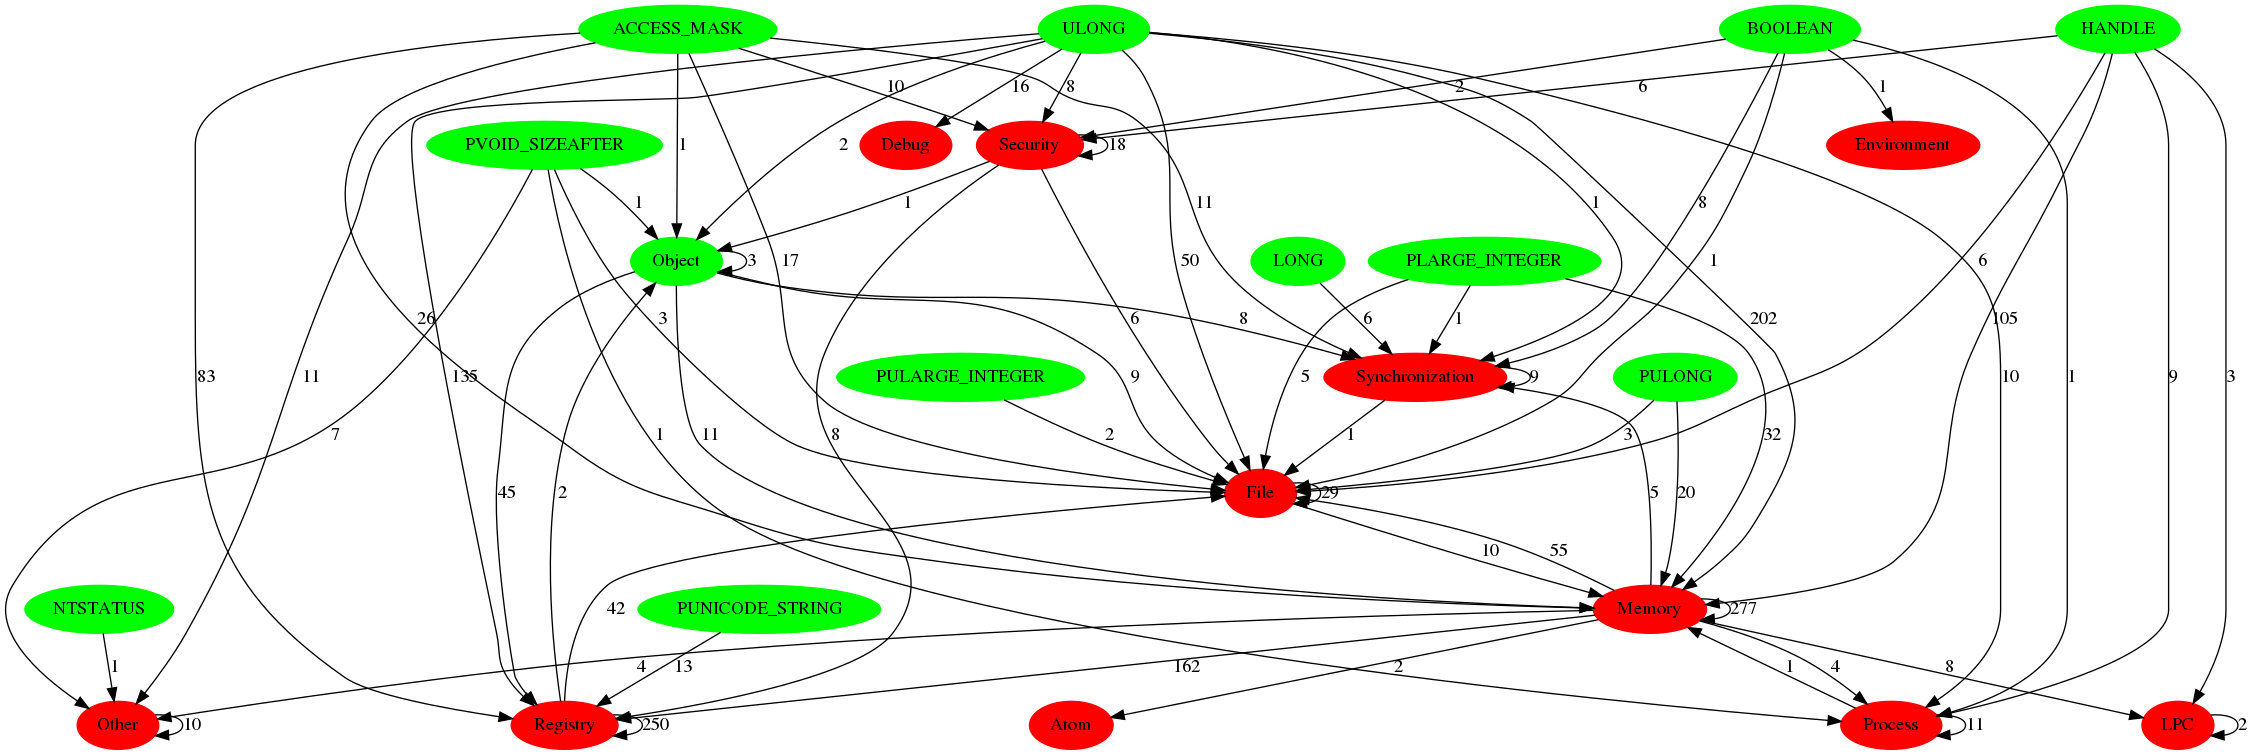 ACCESS_MASK ULONG BOOLEAN HANDLE
10 16 8 2 6 1
PVOID_SIZEAFTER Debug Security 18 Environment
1 1 2 1 11 1 8
Object 3 17 50 LONG PLARGE_INTEGER 1 6
26 3 6 8 6 1 202 105
83 11 135 PULARGE_INTEGER 9 5 Synchronization 9 PULONG 10 1 9 3
7 1 11 8 2 1 3 32
45 2 File 29 5 20
10 55
NTSTATUS 42 PUNICODE_STRING Memory 277
1 4 13 162 2 1 4 8
Other 10 Registry 250 Atom Process 11 LPC 2